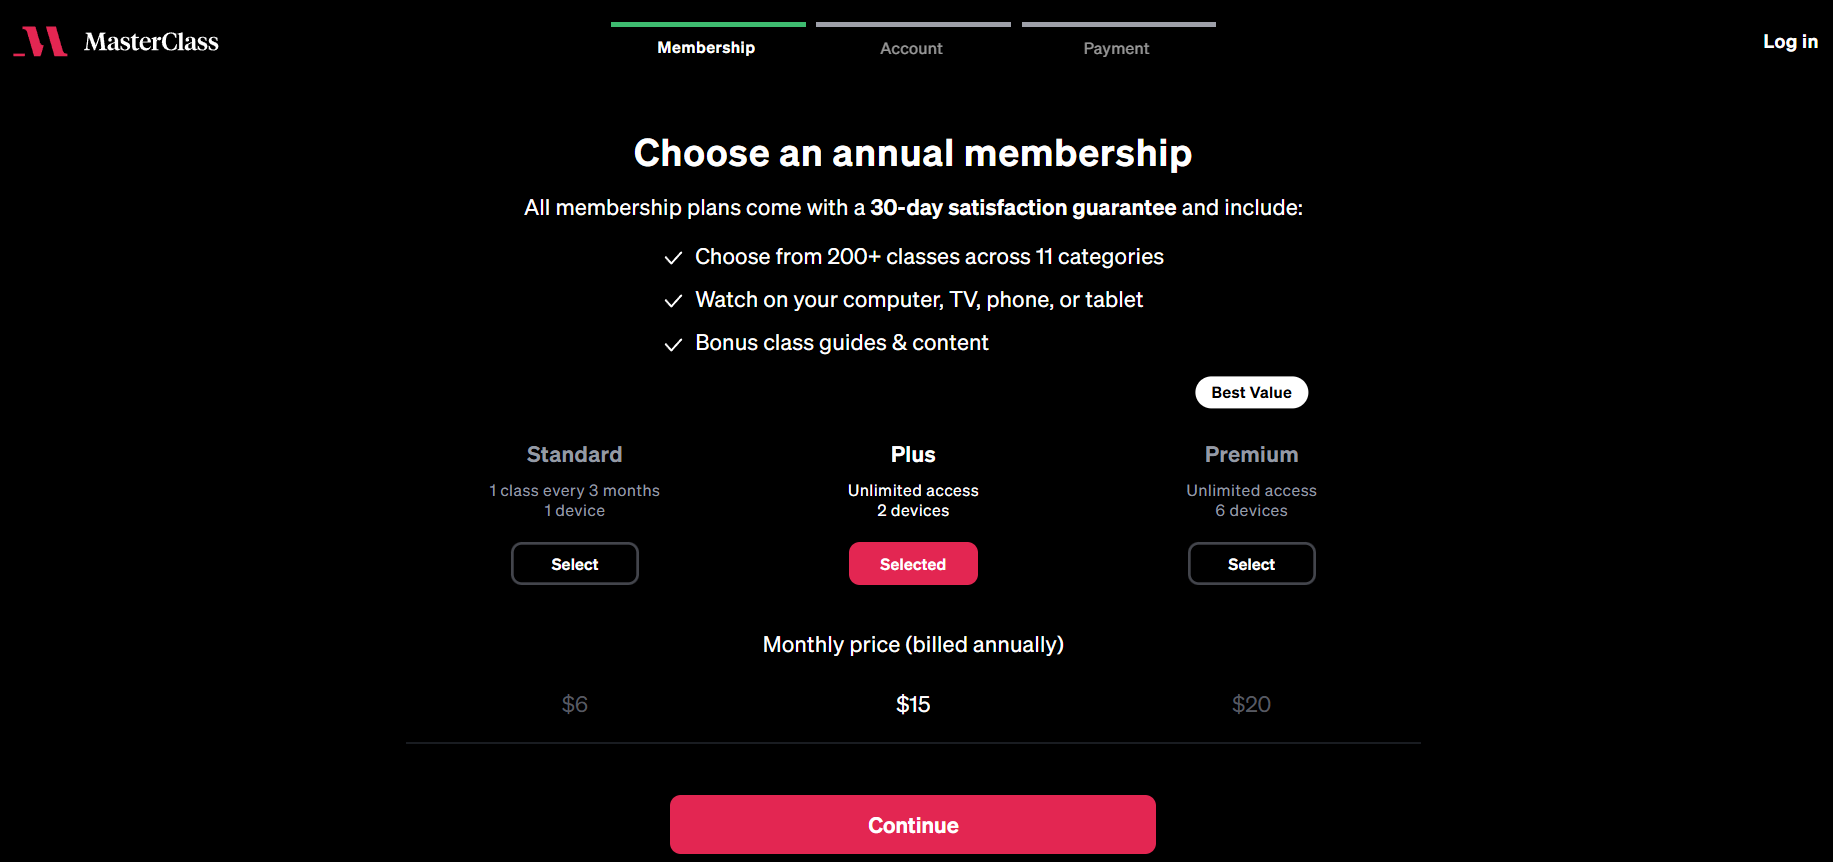 MasterClass
Membership
Account
Payment
Log in
Choose an annual membership
All membership plans come with a 30-day satisfaction guarantee and include:
Choose from 200+ classes across 11 categories
Watch on your computer, TV, phone, or tablet
Bonus class guides & content
Best Value
Standard
1 class every 3 months
1 device
Select
Plus
Unlimited access
2 devices
Selected
Premium
Unlimited access
6 devices
Select
Monthly price (billed annually)
$6
$15
$20
Continue